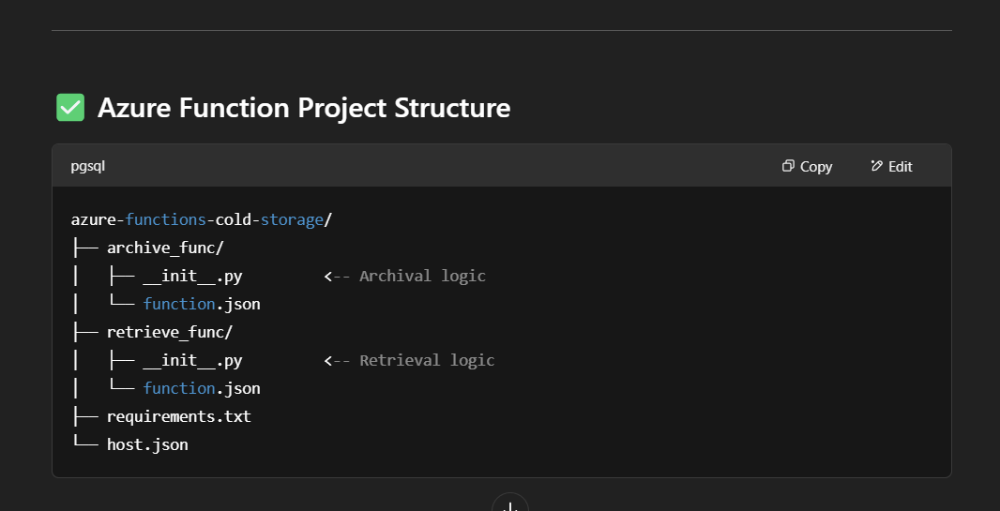 ✅ Azure Function Project Structure
pgsql Copy Edit
azure-functions-cold-storage/
├── archive_func/
│   ├── __init__.py         <-- Archival logic
│   └── function.json
├── retrieve_func/
│   ├── __init__.py         <-- Retrieval logic
│   └── function.json
├── requirements.txt
└── host.json